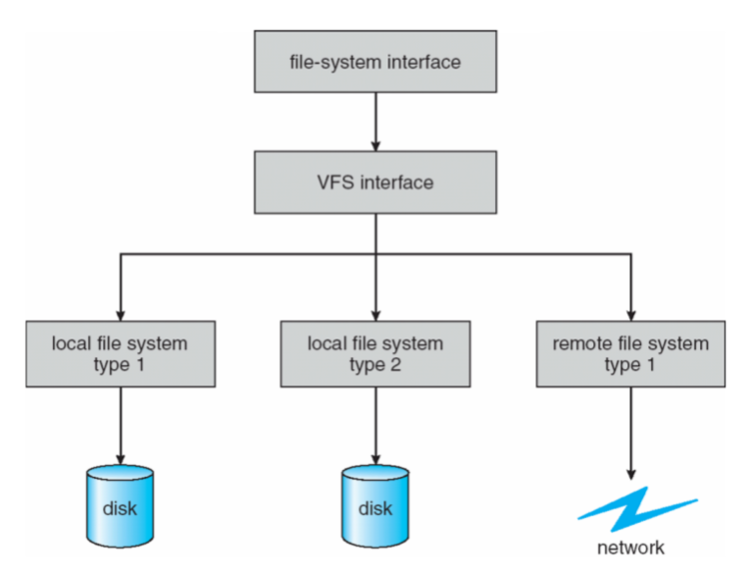 file-system interface
VFS interface
local file system
type 1
local file system
type 2
remote file system
type 1
disk
disk
network